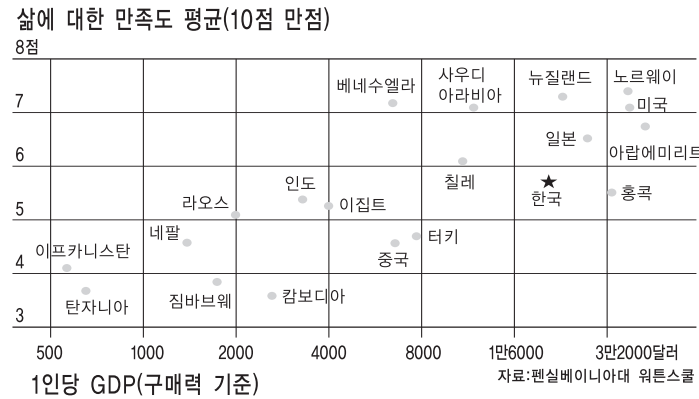 삶에 대한 만족도 평균(10점 만점)
8점
베네수엘라
사우디
아라비아
뉴질랜드
노르웨이
7
미국
일본
아랍에미리트
6
칠레
한국
홍콕
인도
라오스
이집트
5
네팔
터키
이프카니스탄
중국
4
탄자니아
짐바브웨
캄보디아
3
500 1000 2000 4000 8000 1만6000 3만2000달러
1인당 GDP(구매력 기준)
자료:펜실베이니아대 워튼스쿨